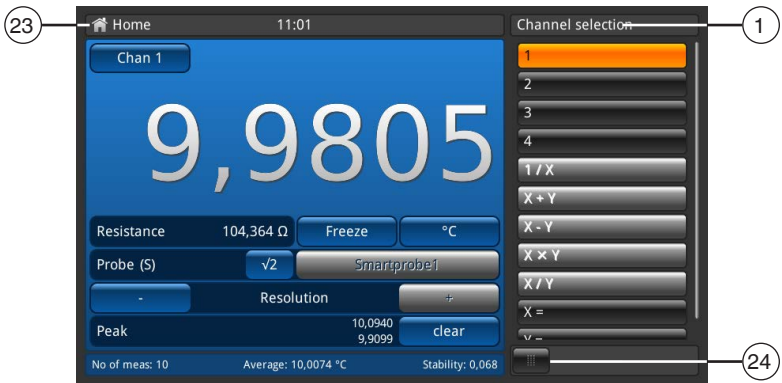 23
Home 11:01
Chan 1
9,9805
Resistance 104,364 Ω Freeze °C
Probe (S) √2 Smartprobe1
- Resolution +
Peak 10,0940 9,9099 clear
No of meas: 10 Average: 10,0074 °C Stability: 0,068
Channel selection 1
1
2
3
4
1 / X
X + Y
X - Y
X × Y
X / Y
X =
Y =
24